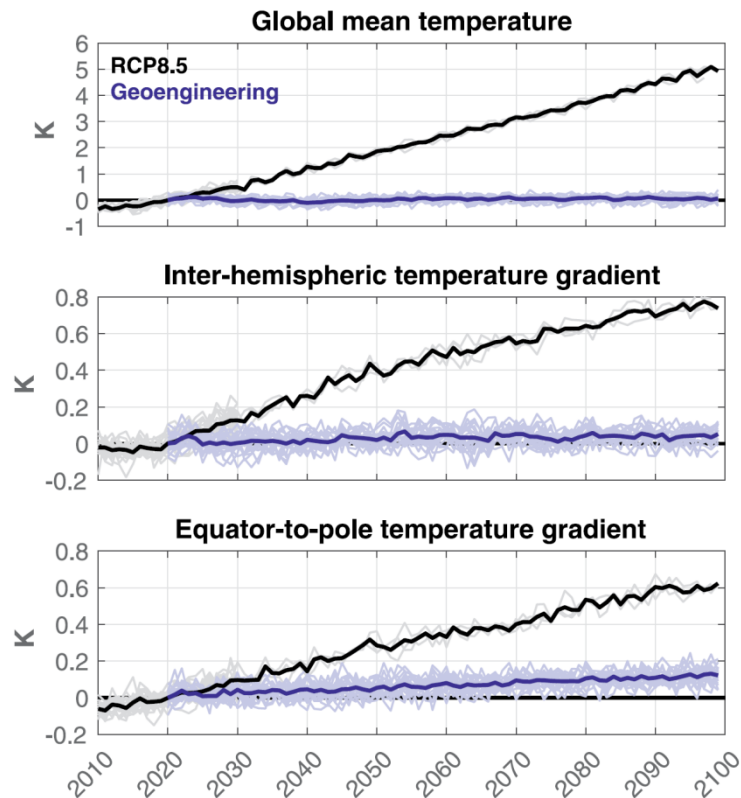 Global mean temperature
6
5
4
3
2
1
0
-1
K
RCP8.5
Geoengineering
Inter-hemispheric temperature gradient
0.8
0.6
0.4
0.2
0
-0.2
K
Equator-to-pole temperature gradient
0.8
0.6
0.4
0.2
0
-0.2
K
2010 2020 2030 2040 2050 2060 2070 2080 2090 2100